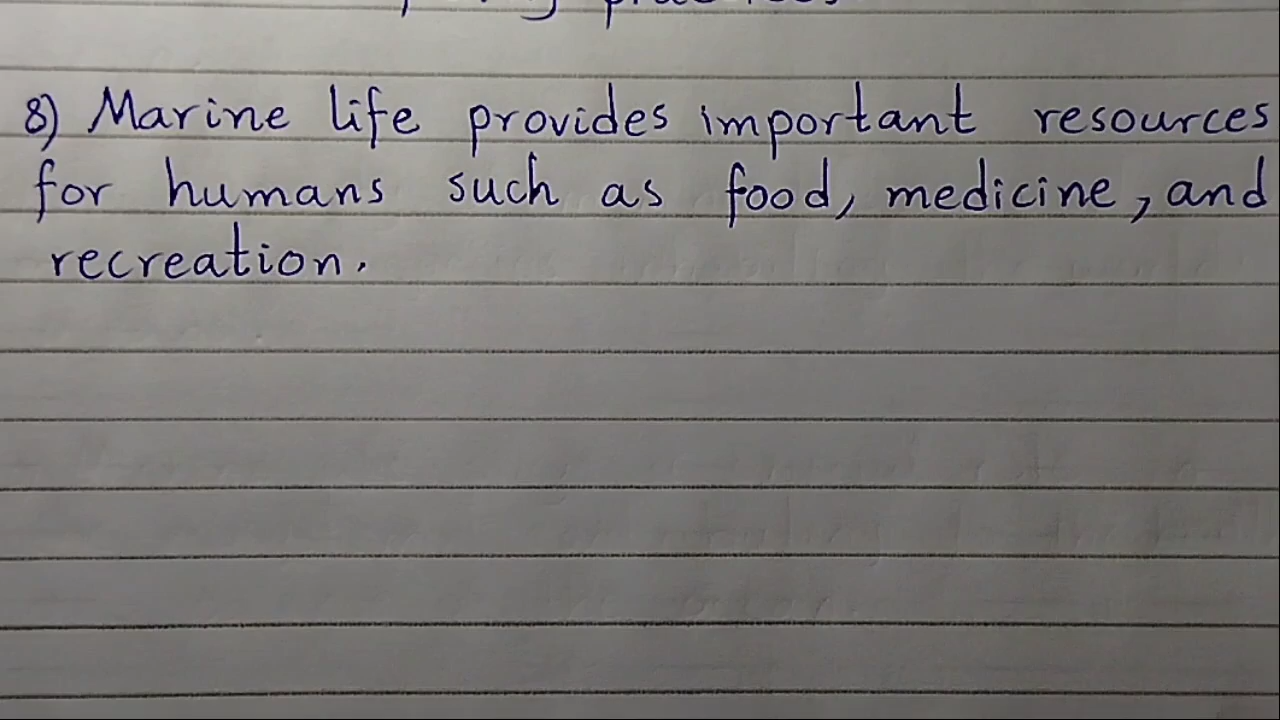 8) Marine life provides important resources
for humans such as food, medicine, and
recreation.